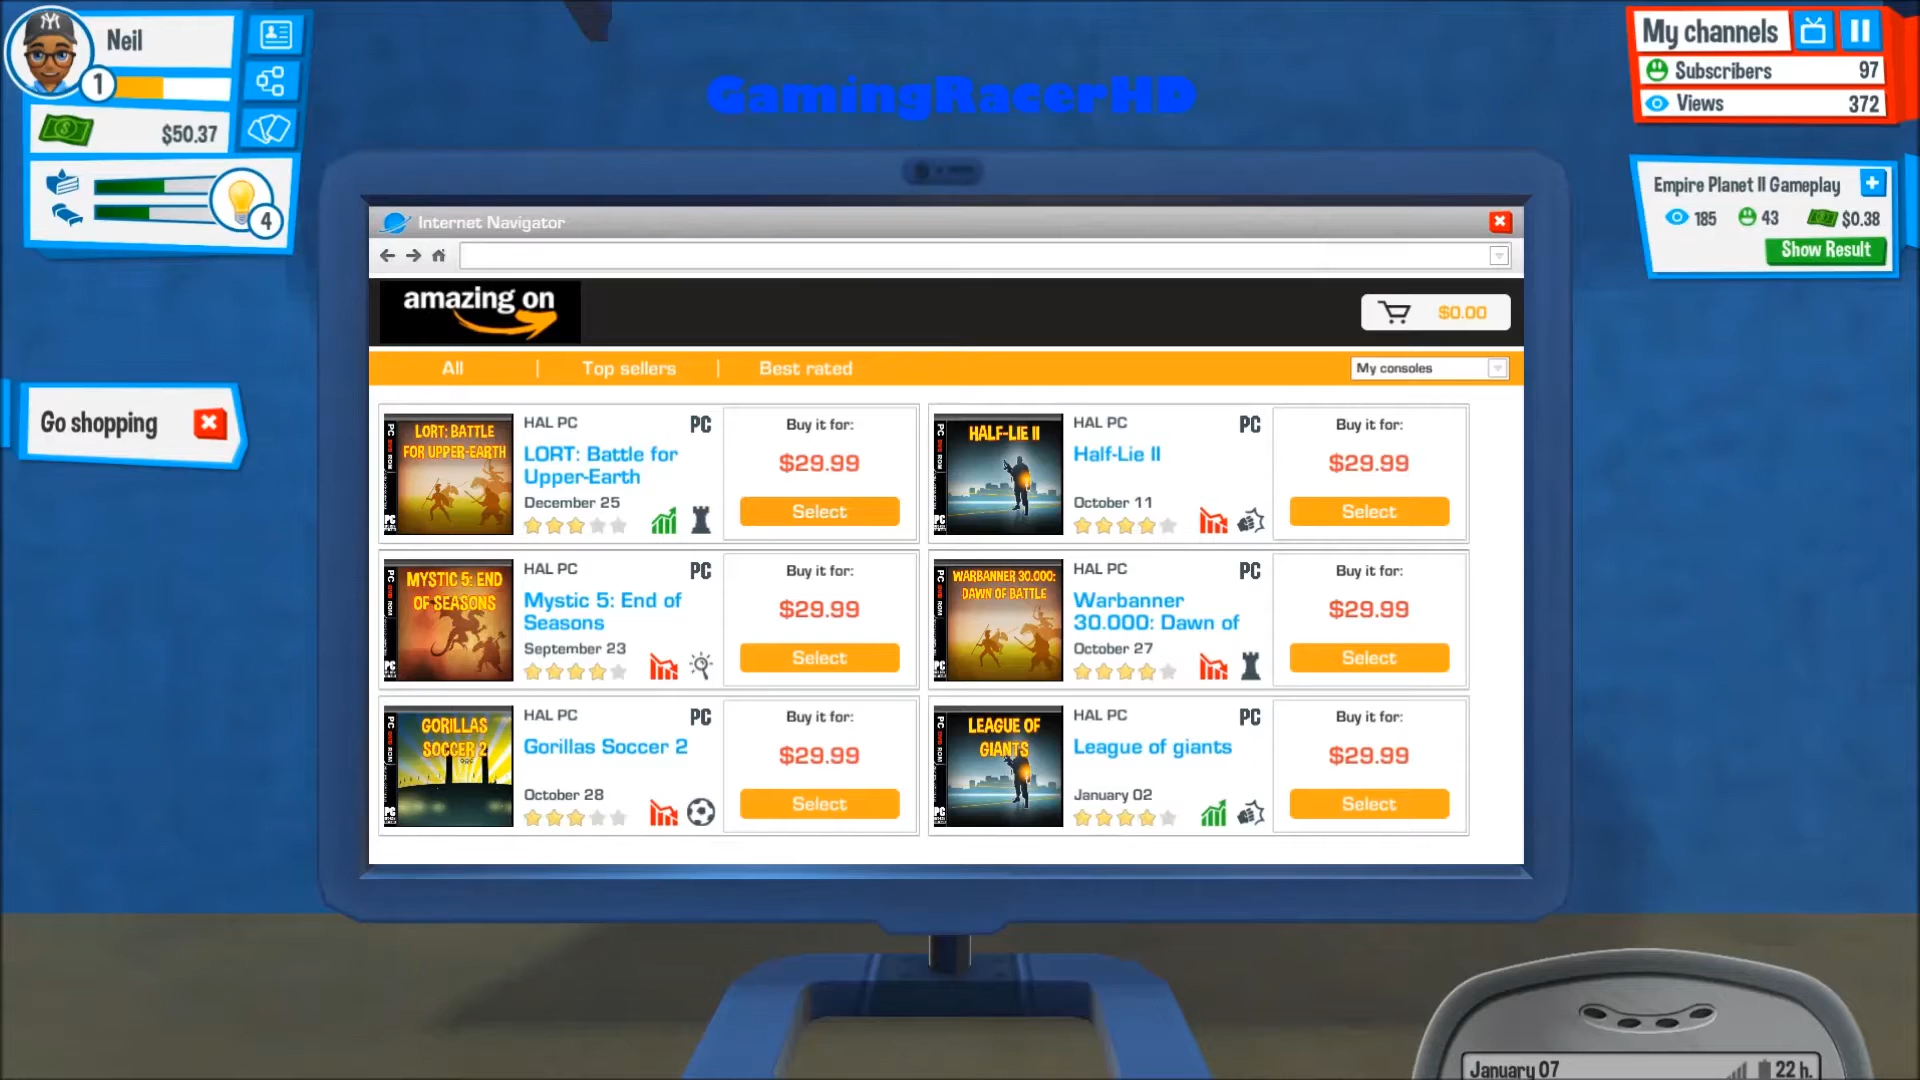 Neil
1
$50.37
4
GamingRacerHD
My channels
Subscribers 97
Views 372
Empire Planet II Gameplay
185 43 $0.38
Show Result
Go shopping
Internet Navigator
amazing on
$0.00
All | Top sellers | Best rated
My consoles
LORT: BATTLE
FOR UPPER-EARTH
HAL PC PC
LORT: Battle for
Upper-Earth
December 25
Buy it for:
$29.99
Select
HALF-LIE II
HAL PC PC
Half-Lie II
October 11
Buy it for:
$29.99
Select
MYSTIC 5: END
OF SEASONS
HAL PC PC
Mystic 5: End of
Seasons
September 23
Buy it for:
$29.99
Select
WARBANNER 30.000:
DAWN OF BATTLE
HAL PC PC
Warbanner
30.000: Dawn of
October 27
Buy it for:
$29.99
Select
GORILLAS
SOCCER 2
HAL PC PC
Gorillas Soccer 2
October 28
Buy it for:
$29.99
Select
LEAGUE OF
GIANTS
HAL PC PC
League of giants
January 02
Buy it for:
$29.99
Select
January 07 22 h.